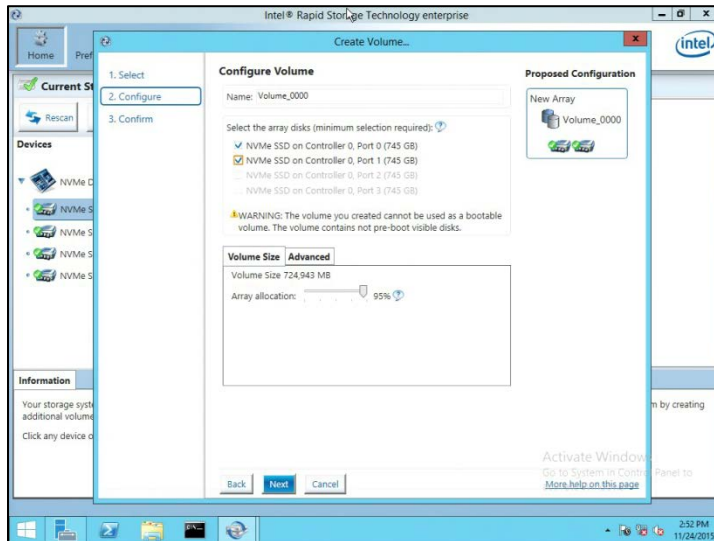 Intel® Rapid Storage Technology enterprise
Home
Pref
intel
Create Volume...
Current St
Rescan
Devices
NVMe D
NVMe S
NVMe S
NVMe S
NVMe S
1. Select
2. Configure
3. Confirm
Configure Volume
Name: Volume_0000
Select the array disks (minimum selection required):
NVMe SSD on Controller 0, Port 0 (745 GB)
NVMe SSD on Controller 0, Port 1 (745 GB)
NVMe SSD on Controller 0, Port 2 (745 GB)
NVMe SSD on Controller 0, Port 3 (745 GB)
WARNING: The volume you created cannot be used as a bootable
volume. The volume contains not pre-boot visible disks.
Volume Size Advanced
Volume Size 724,943 MB
Array allocation: 95%
Proposed Configuration
New Array
Volume_0000
Information
Your storage syste
additional volume
Click any device o
m by creating
Activate Window
Go to System in Control Panel to
Back Next Cancel
More help on this page
2:52 PM
11/24/2015